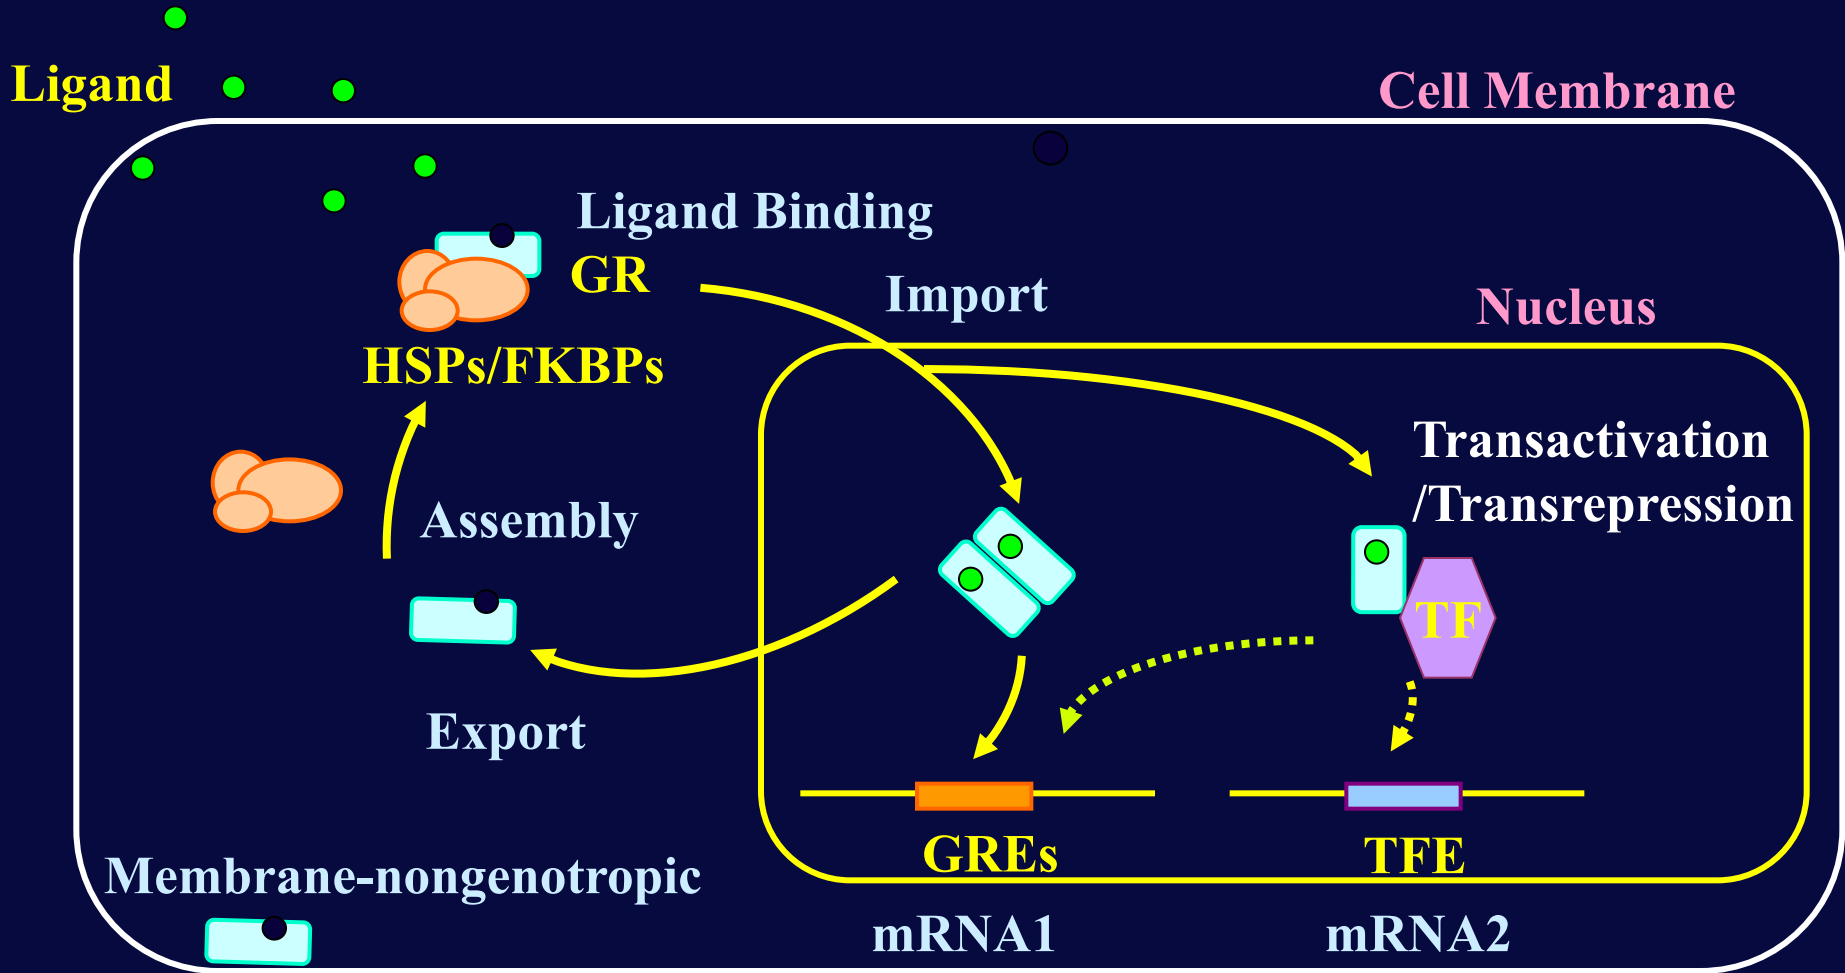 Ligand
Cell Membrane
Ligand Binding
GR
Import
Nucleus
HSPs/FKBPs
Transactivation
/Transrepression
Assembly
TF
Export
GREs
TFE
Membrane-nongenotropic
mRNA1
mRNA2